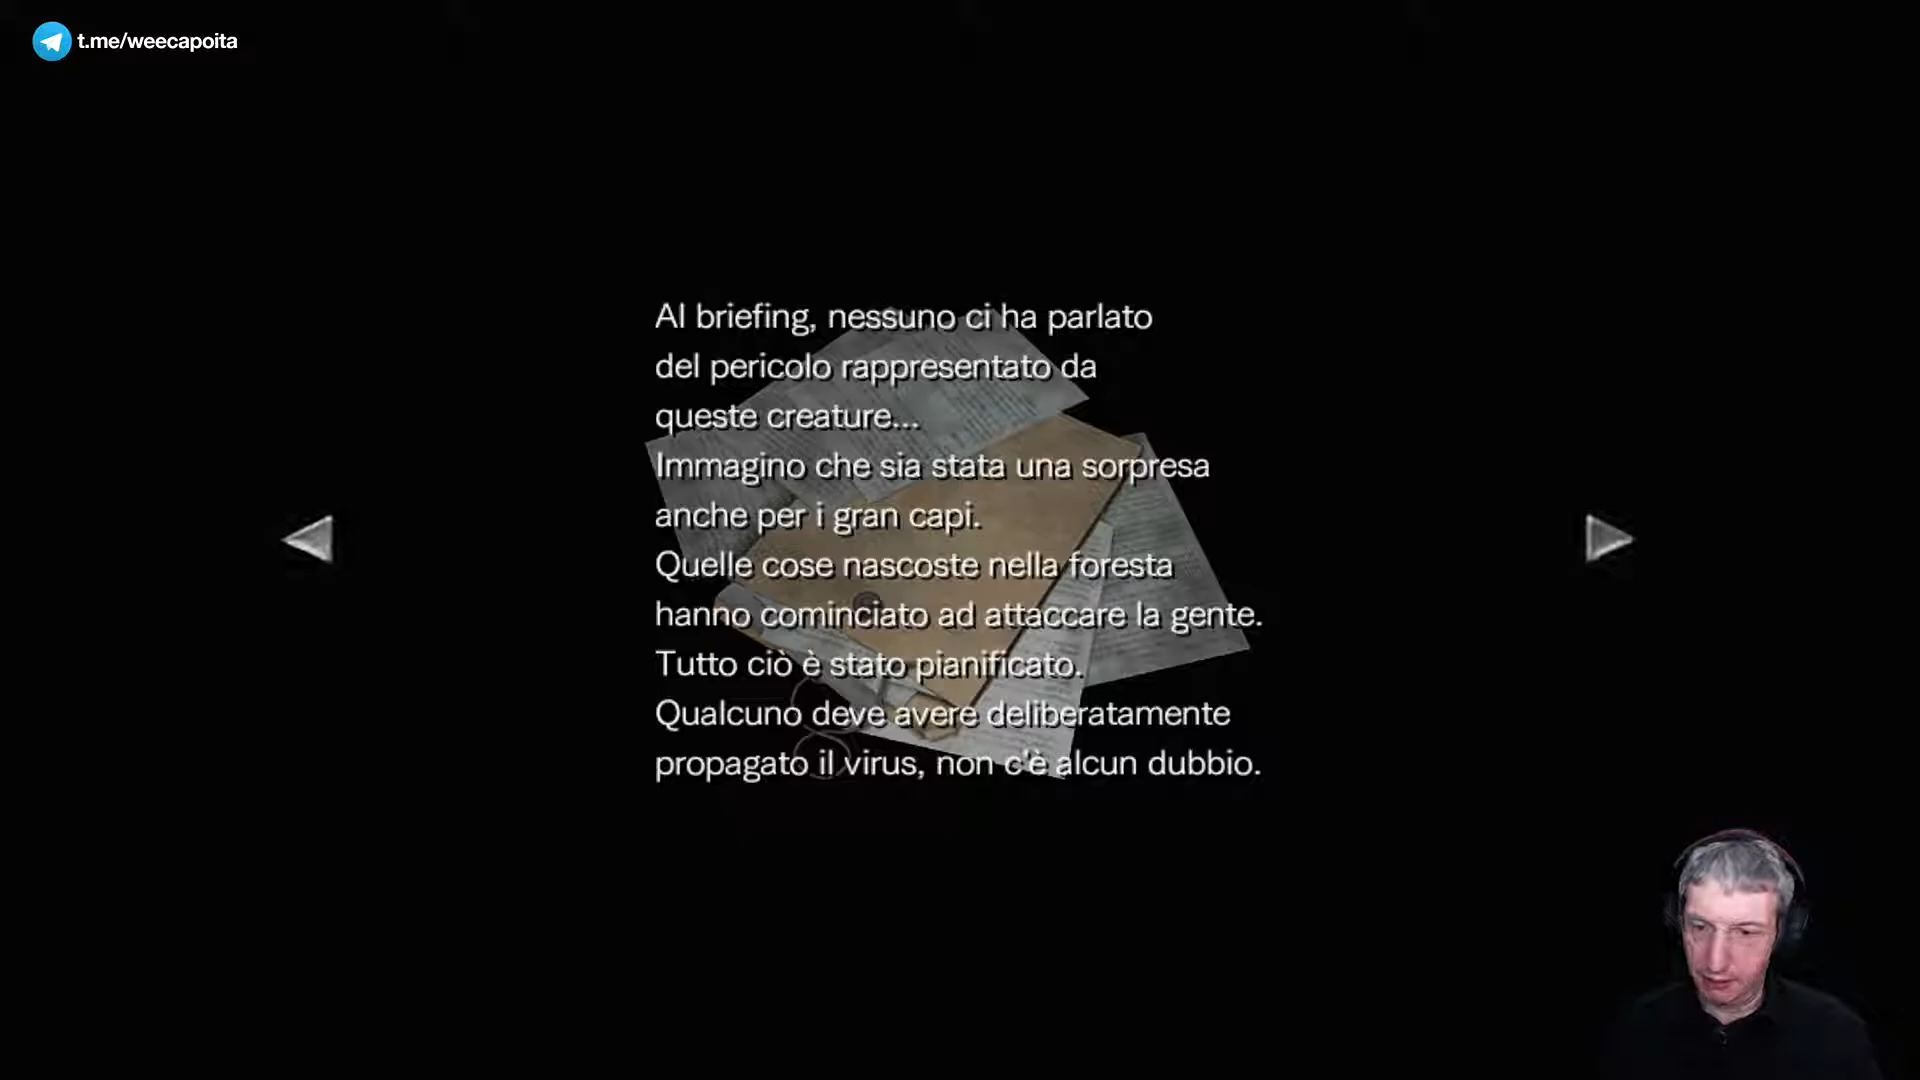 t.me/weecapoita
Al briefing, nessuno ci ha parlato
del pericolo rappresentato da
queste creature...
Immagino che sia stata una sorpresa
anche per i gran capi.
Quelle cose nascoste nella foresta
hanno cominciato ad attaccare la gente.
Tutto ciò è stato pianificato.
Qualcuno deve avere deliberatamente
propagato il virus, non c'è alcun dubbio.